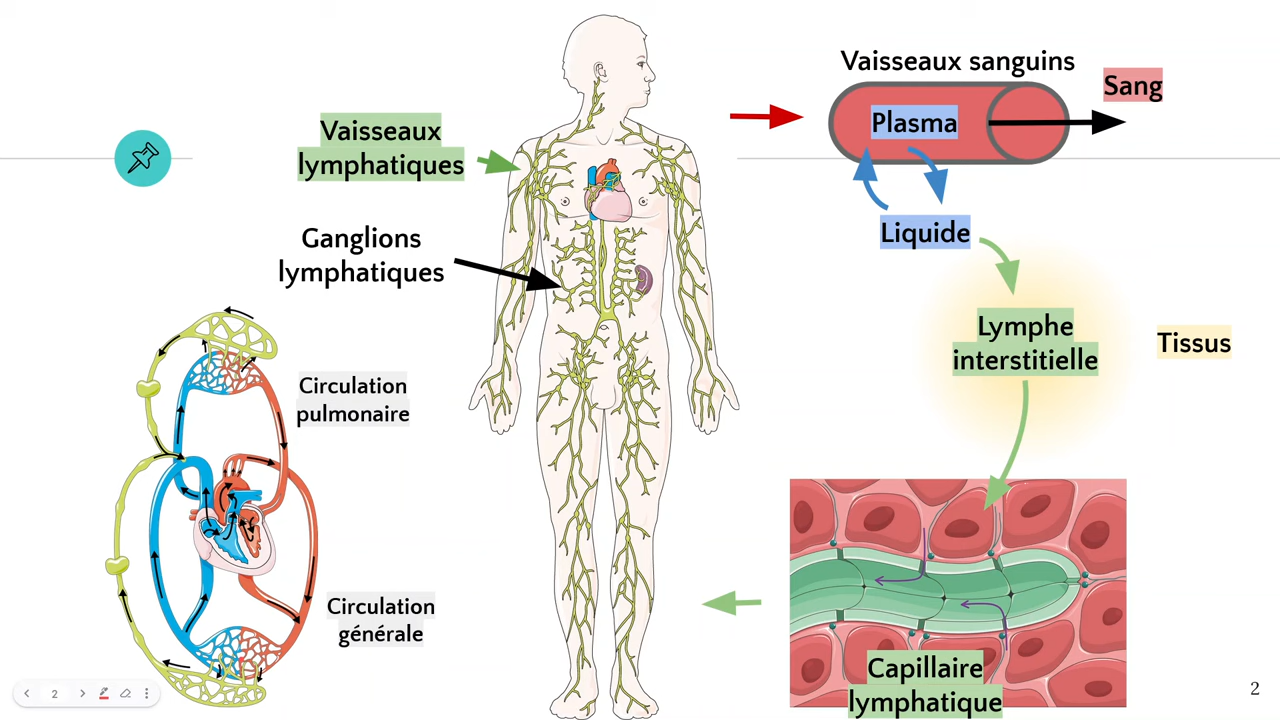 Vaisseaux sanguins
Sang
Plasma
Vaisseaux
lymphatiques
Liquide
Ganglions
lymphatiques
Lymphe
interstitielle
Tissus
Circulation
pulmonaire
Circulation
générale
Capillaire
lymphatique
2
2